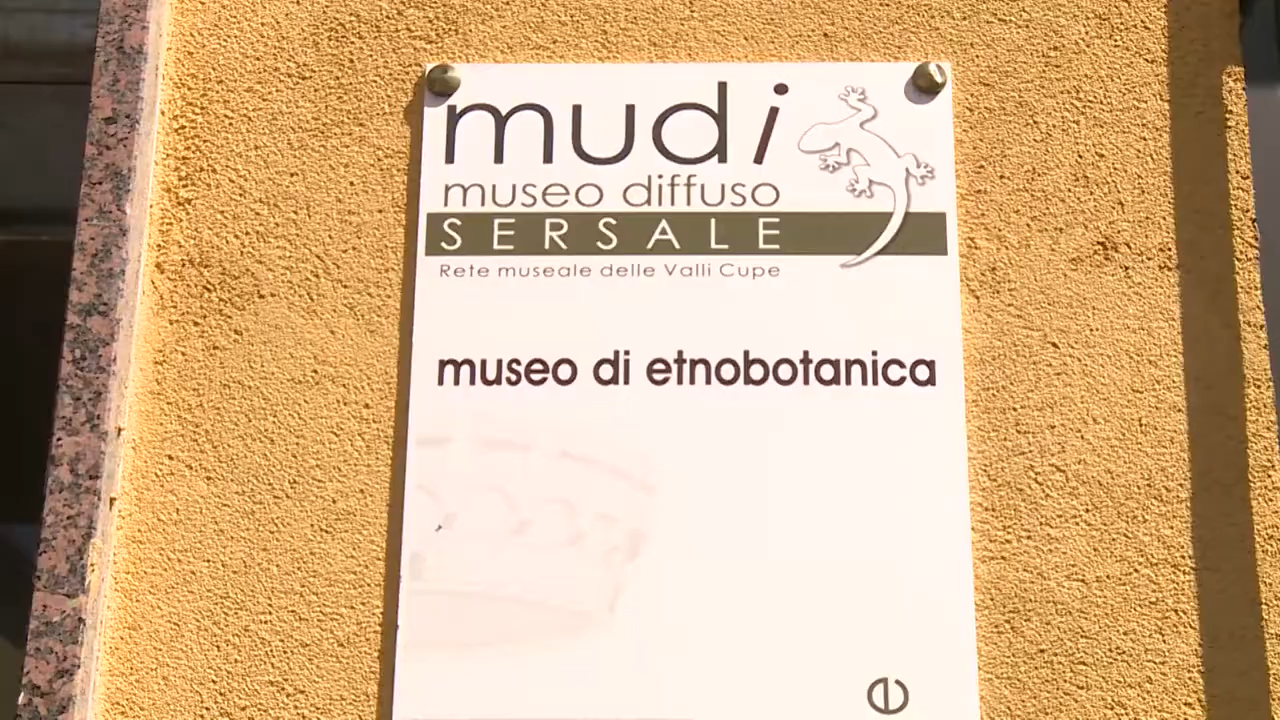 mudi
museo diffuso
SERSALE
Rete museale delle Valli Cupe
museo di etnobotanica
e